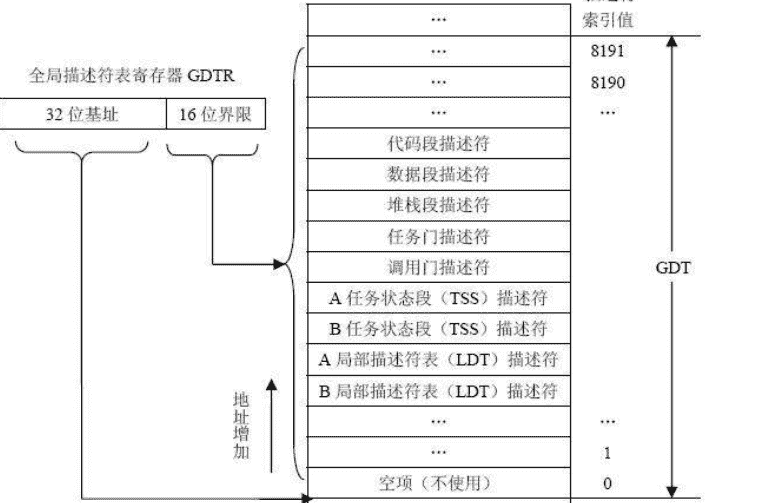 …
索引值
…
8191
…
8190
…
…
全局描述符表寄存器 GDTR
32 位基址
16 位界限
代码段描述符
数据段描述符
堆栈段描述符
任务门描述符
调用门描述符
GDT
A 任务状态段（TSS）描述符
B 任务状态段（TSS）描述符
A 局部描述符表（LDT）描述符
B 局部描述符表（LDT）描述符
地址增加
…
…
…
1
空项（不使用）
0